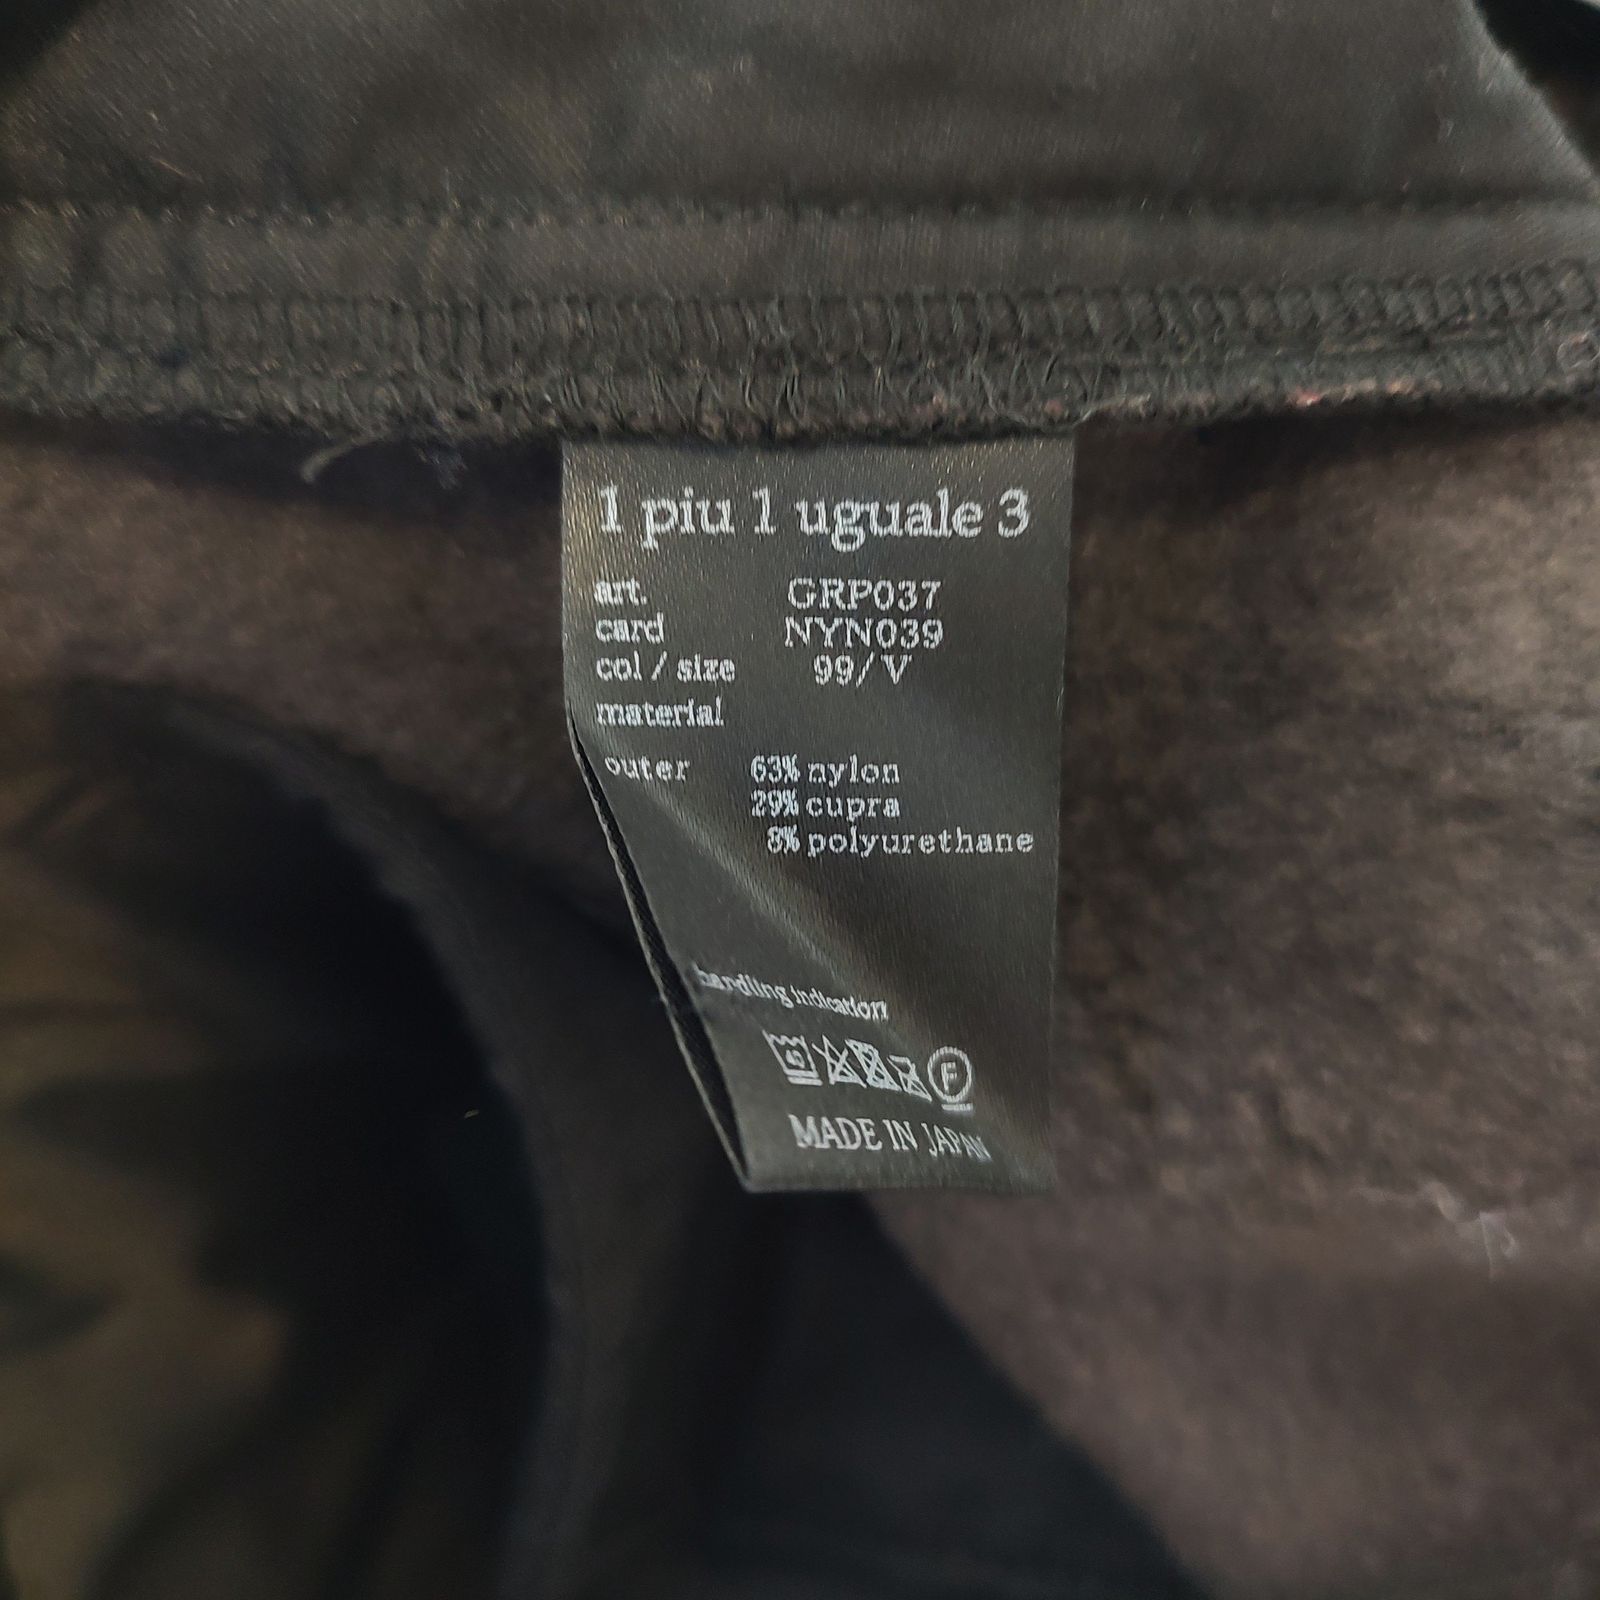 1 piu 1 uguale 3
art. GRP037
card NYN039
col / size 99/V
material
outer 63% nylon
29% cupra
8% polyurethane
handling indication
F
MADE IN JAPAN